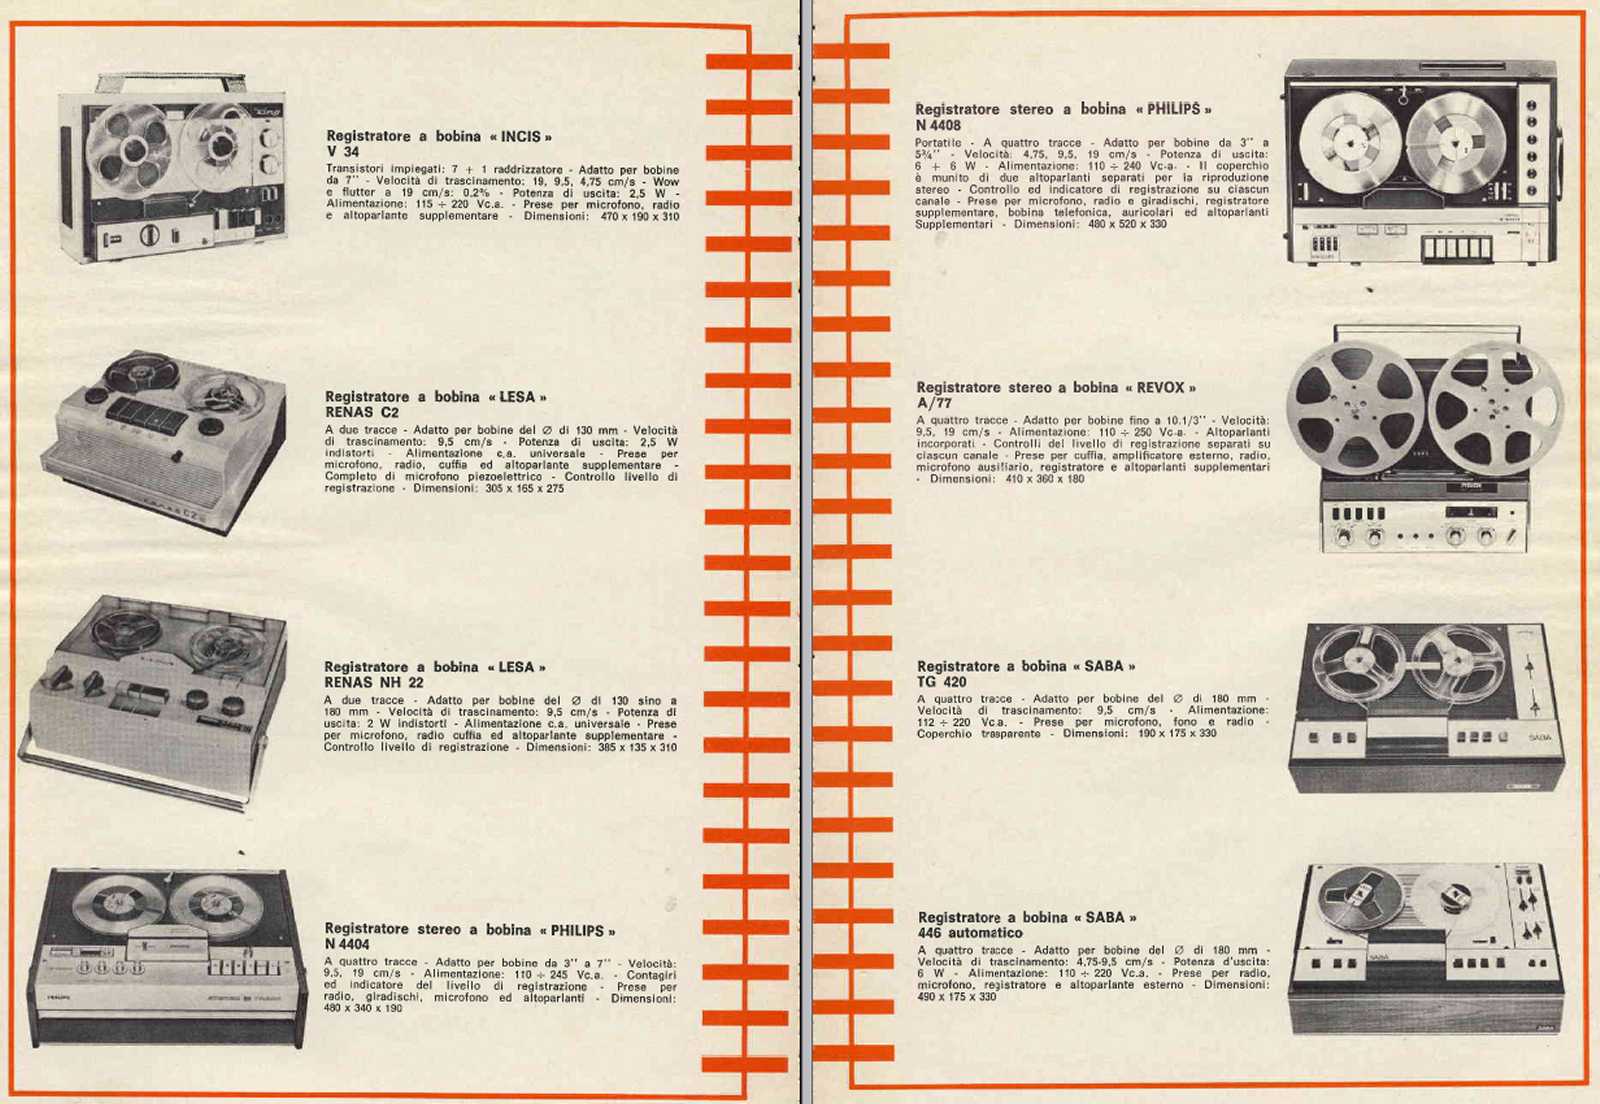 Registratore a bobina « INCIS »
V 34
Transistori impiegati: 7 + 1 raddrizzatore - Adatto per bobine
da 7'' - Velocità di trascinamento: 19, 9,5, 4,75 cm/s - Wow
e flutter a 19 cm/s: 0,2% - Potenza di uscita: 2,5 W -
Alimentazione: 115 ÷ 220 Vc.a. - Prese per microfono, radio
e altoparlante supplementare - Dimensioni: 470 x 190 x 310
Registratore a bobina « LESA »
RENAS C2
A due tracce - Adatto per bobine del ∅ di 130 mm - Velocità
di trascinamento: 9,5 cm/s - Potenza di uscita: 2,5 W
indistorti - Alimentazione c.a. universale - Prese per
microfono, radio, cuffia ed altoparlante supplementare -
Completo di microfono piezoelettrico - Controllo livello di
registrazione - Dimensioni: 305 x 165 x 275
C2
Registratore a bobina « LESA »
RENAS NH 22
A due tracce - Adatto per bobine del ∅ di 130 sino a
180 mm - Velocità di trascinamento: 9,5 cm/s - Potenza di
uscita: 2 W indistorti - Alimentazione c.a. universale - Prese
per microfono, radio cuffia ed altoparlante supplementare -
Controllo livello di registrazione - Dimensioni: 385 x 135 x 310
Registratore stereo a bobina « PHILIPS »
N 4404
A quattro tracce - Adatto per bobine da 3'' a 7'' - Velocità:
9,5, 19 cm/s - Alimentazione: 110 ÷ 245 Vc.a. - Contagiri
ed indicatore del livello di registrazione - Prese per
radio, giradischi, microfono ed altoparlanti - Dimensioni:
480 x 340 x 190
PHILIPS
Registratore stereo a bobina « PHILIPS »
N 4408
Portatile - A quattro tracce - Adatto per bobine da 3'' a
5¾'' - Velocità: 4,75, 9,5, 19 cm/s - Potenza di uscita:
6 + 6 W - Alimentazione: 110 ÷ 240 Vc-a. - Il coperchio
è munito di due altoparlanti separati per la riproduzione
stereo - Controllo ed indicatore di registrazione su ciascun
canale - Prese per microfono, radio e giradischi, registratore
supplementare, bobina telefonica, auricolari ed altoparlanti
Supplementari - Dimensioni: 480 x 520 x 330
Registratore stereo a bobina « REVOX »
A/77
A quattro tracce - Adatto per bobine fino a 10.1/3'' - Velocità:
9,5, 19 cm/s - Alimentazione: 110 ÷ 250 Vc-a. - Altoparlanti
incorporati - Controlli del livello di registrazione separati su
ciascun canale - Prese per cuffia, amplificatore esterno, radio,
microfono ausiliario, registratore e altoparlanti supplementari
- Dimensioni: 410 x 360 x 180
REVOX
Registratore a bobina « SABA »
TG 420
A quattro tracce - Adatto per bobine del ∅ di 180 mm -
Velocità di trascinamento: 9,5 cm/s - Alimentazione:
112 ÷ 220 Vc.a. - Prese per microfono, fono e radio -
Coperchio trasparente - Dimensioni: 190 x 175 x 330
SABA
Registratore a bobina « SABA »
446 automatico
A quattro tracce - Adatto per bobine del ∅ di 180 mm -
Velocità di trascinamento: 4,75-9,5 cm/s - Potenza d'uscita:
6 W - Alimentazione: 110 ÷ 220 Vc.a. - Prese per radio,
microfono, registratore e altoparlante esterno - Dimensioni:
490 x 175 x 330
SABA
SABA